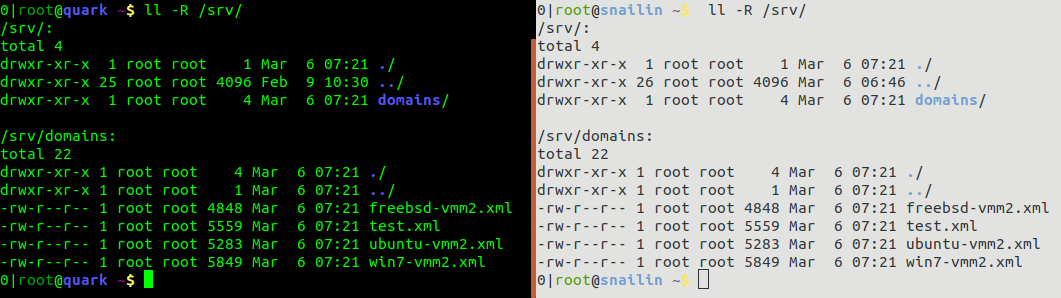 0|root@quark ~$ ll -R /srv/
/srv/:
total 4
drwxr-xr-x  1 root root    1 Mar  6 07:21 ./
drwxr-xr-x 25 root root 4096 Feb  9 10:30 ../
drwxr-xr-x  1 root root    4 Mar  6 07:21 domains/

/srv/domains:
total 22
drwxr-xr-x 1 root root    4 Mar  6 07:21 ./
drwxr-xr-x 1 root root    1 Mar  6 07:21 ../
-rw-r--r-- 1 root root 4848 Mar  6 07:21 freebsd-vmm2.xml
-rw-r--r-- 1 root root 5559 Mar  6 07:21 test.xml
-rw-r--r-- 1 root root 5283 Mar  6 07:21 ubuntu-vmm2.xml
-rw-r--r-- 1 root root 5849 Mar  6 07:21 win7-vmm2.xml
0|root@quark ~$
0|root@snailin ~$  ll -R /srv/
/srv/:
total 4
drwxr-xr-x  1 root root    1 Mar  6 07:21 ./
drwxr-xr-x 26 root root 4096 Mar  6 06:46 ../
drwxr-xr-x  1 root root    4 Mar  6 07:21 domains/

/srv/domains:
total 22
drwxr-xr-x 1 root root    4 Mar  6 07:21 ./
drwxr-xr-x 1 root root    1 Mar  6 07:21 ../
-rw-r--r-- 1 root root 4848 Mar  6 07:21 freebsd-vmm2.xml
-rw-r--r-- 1 root root 5559 Mar  6 07:21 test.xml
-rw-r--r-- 1 root root 5283 Mar  6 07:21 ubuntu-vmm2.xml
-rw-r--r-- 1 root root 5849 Mar  6 07:21 win7-vmm2.xml
0|root@snailin ~$